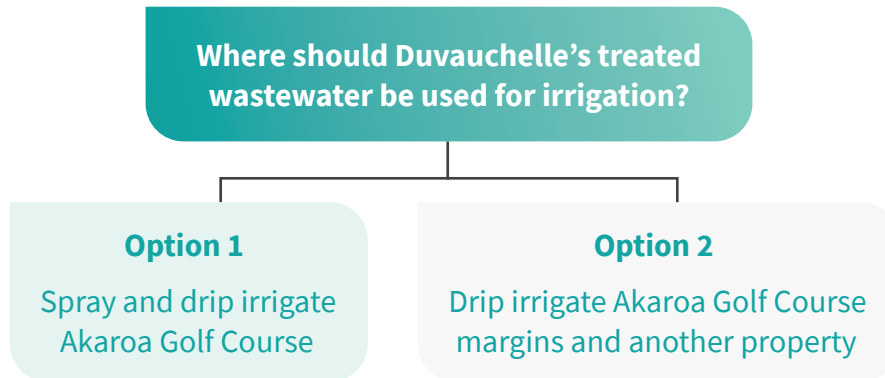 Where should Duvauchelle’s treated
wastewater be used for irrigation?
Option 1
Spray and drip irrigate
Akaroa Golf Course
Option 2
Drip irrigate Akaroa Golf Course
margins and another property